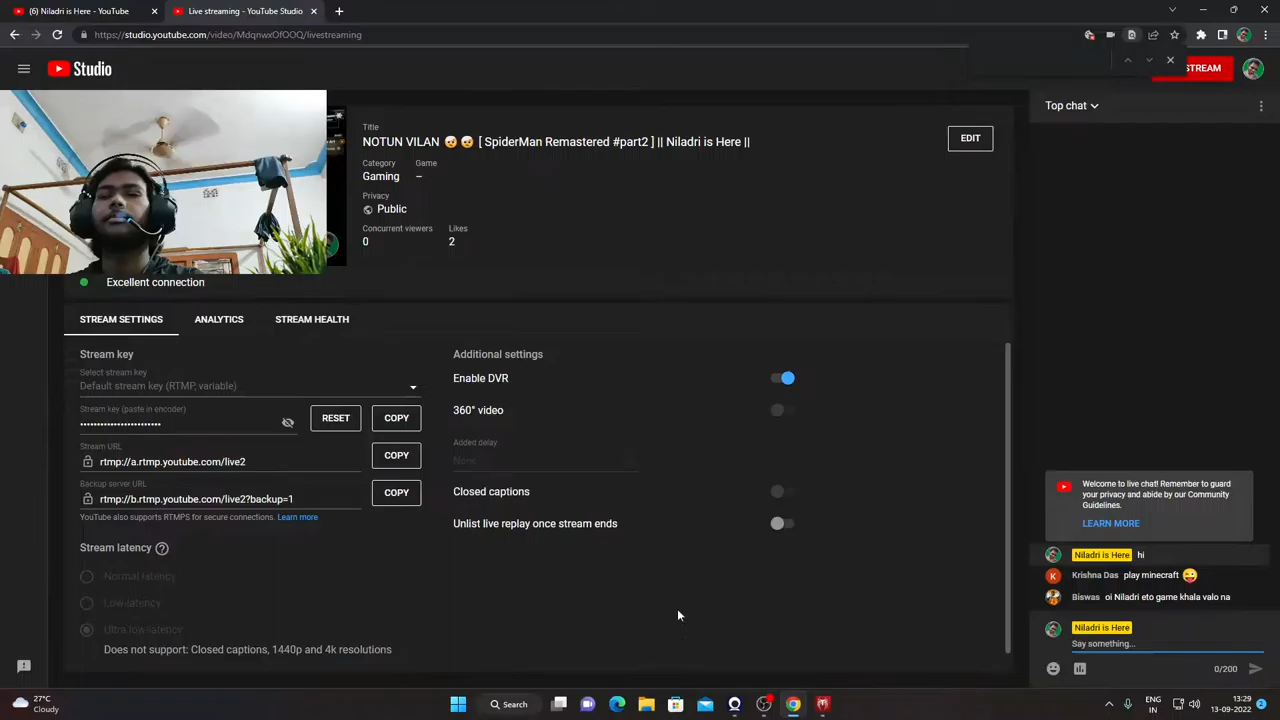 (6) Niladri is Here - YouTube
Live streaming - YouTube Studio
https://studio.youtube.com/video/MdqnwxOfOOQ/livestreaming
Studio
STREAM
Title
NOTUN VILAN 🤕 🤕 [ SpiderMan Remastered #part2 ] || Niladri is Here ||
EDIT
Category Game
Gaming –
Privacy
Public
Concurrent viewers Likes
0 2
Excellent connection
STREAM SETTINGS ANALYTICS STREAM HEALTH
Stream key
Select stream key
Default stream key (RTMP, variable)
Stream key (paste in encoder)
•••••••••••••••••••••••• RESET COPY
Stream URL
rtmp://a.rtmp.youtube.com/live2 COPY
Backup server URL
rtmp://b.rtmp.youtube.com/live2?backup=1 COPY
YouTube also supports RTMPS for secure connections. Learn more
Stream latency
Normal latency
Low-latency
Ultra low-latency
Does not support: Closed captions, 1440p and 4k resolutions
Additional settings
Enable DVR
360° video
Added delay
None
Closed captions
Unlist live replay once stream ends
Top chat
Welcome to live chat! Remember to guard
your privacy and abide by our Community
Guidelines.
LEARN MORE
Niladri is Here hi
Krishna Das play minecraft 😜
Biswas oi Niladri eto game khala valo na
Niladri is Here
Say something...
0/200
27°C
Cloudy
Search
ENG
IN
13:29
13-09-2022
2